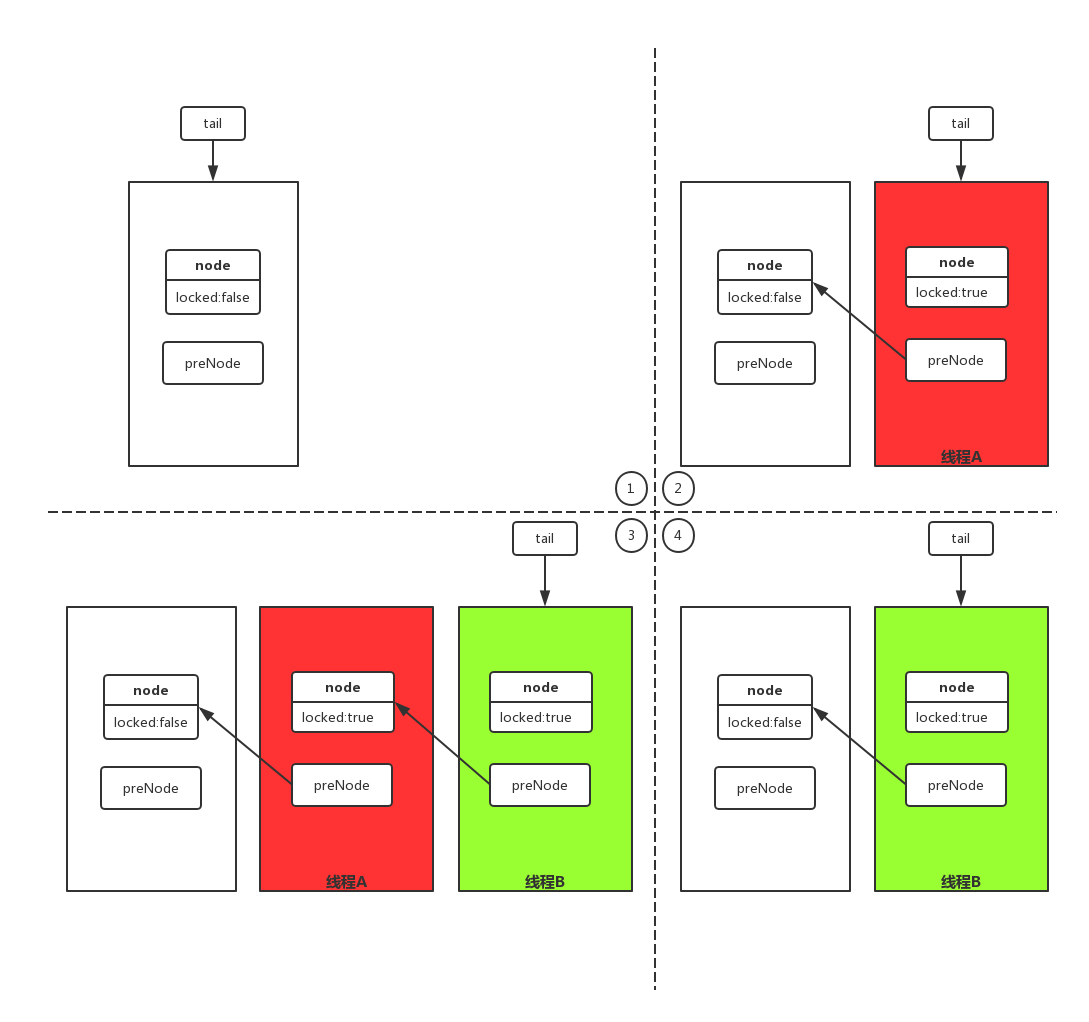 tail
node
locked:false
preNode
1
tail
node
locked:false
preNode
node
locked:true
preNode
线程A
2
3
tail
node
locked:false
preNode
node
locked:true
preNode
线程A
node
locked:true
preNode
线程B
4
tail
node
locked:false
preNode
node
locked:true
preNode
线程B